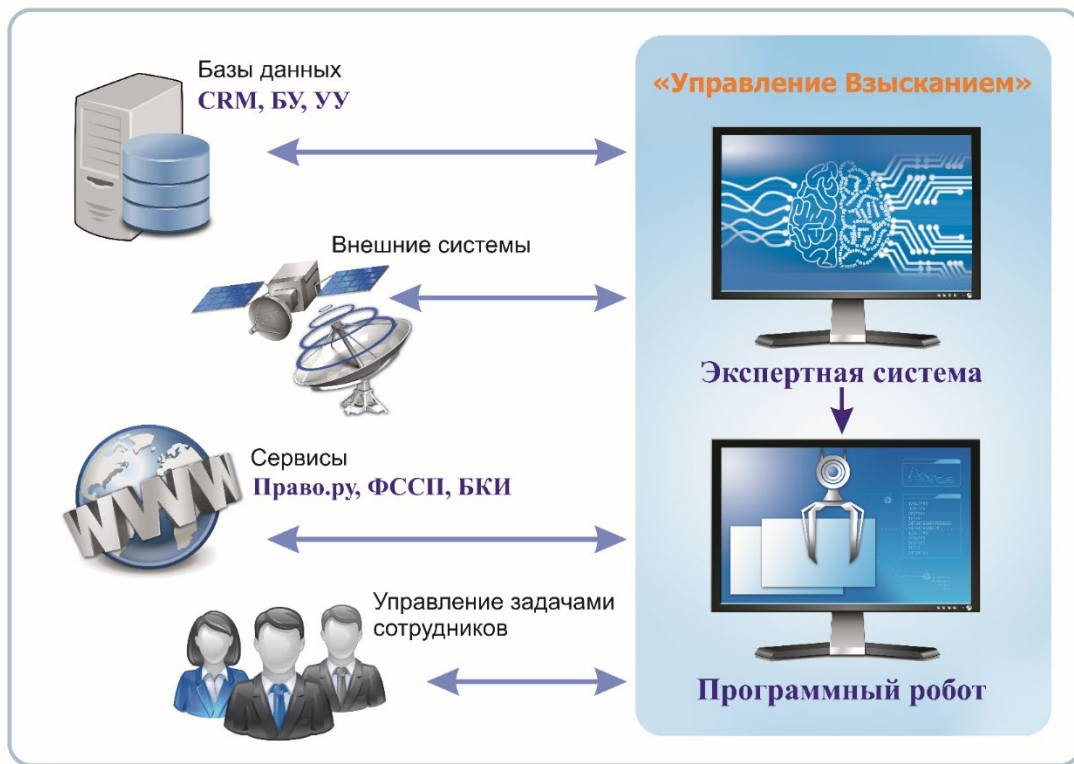 Базы данных
CRM, БУ, УУ
«Управление Взысканием»
Внешние системы
Экспертная система
Сервисы
Право.ру, ФССП, БКИ
WWW
Управление задачами
сотрудников
Программный робот